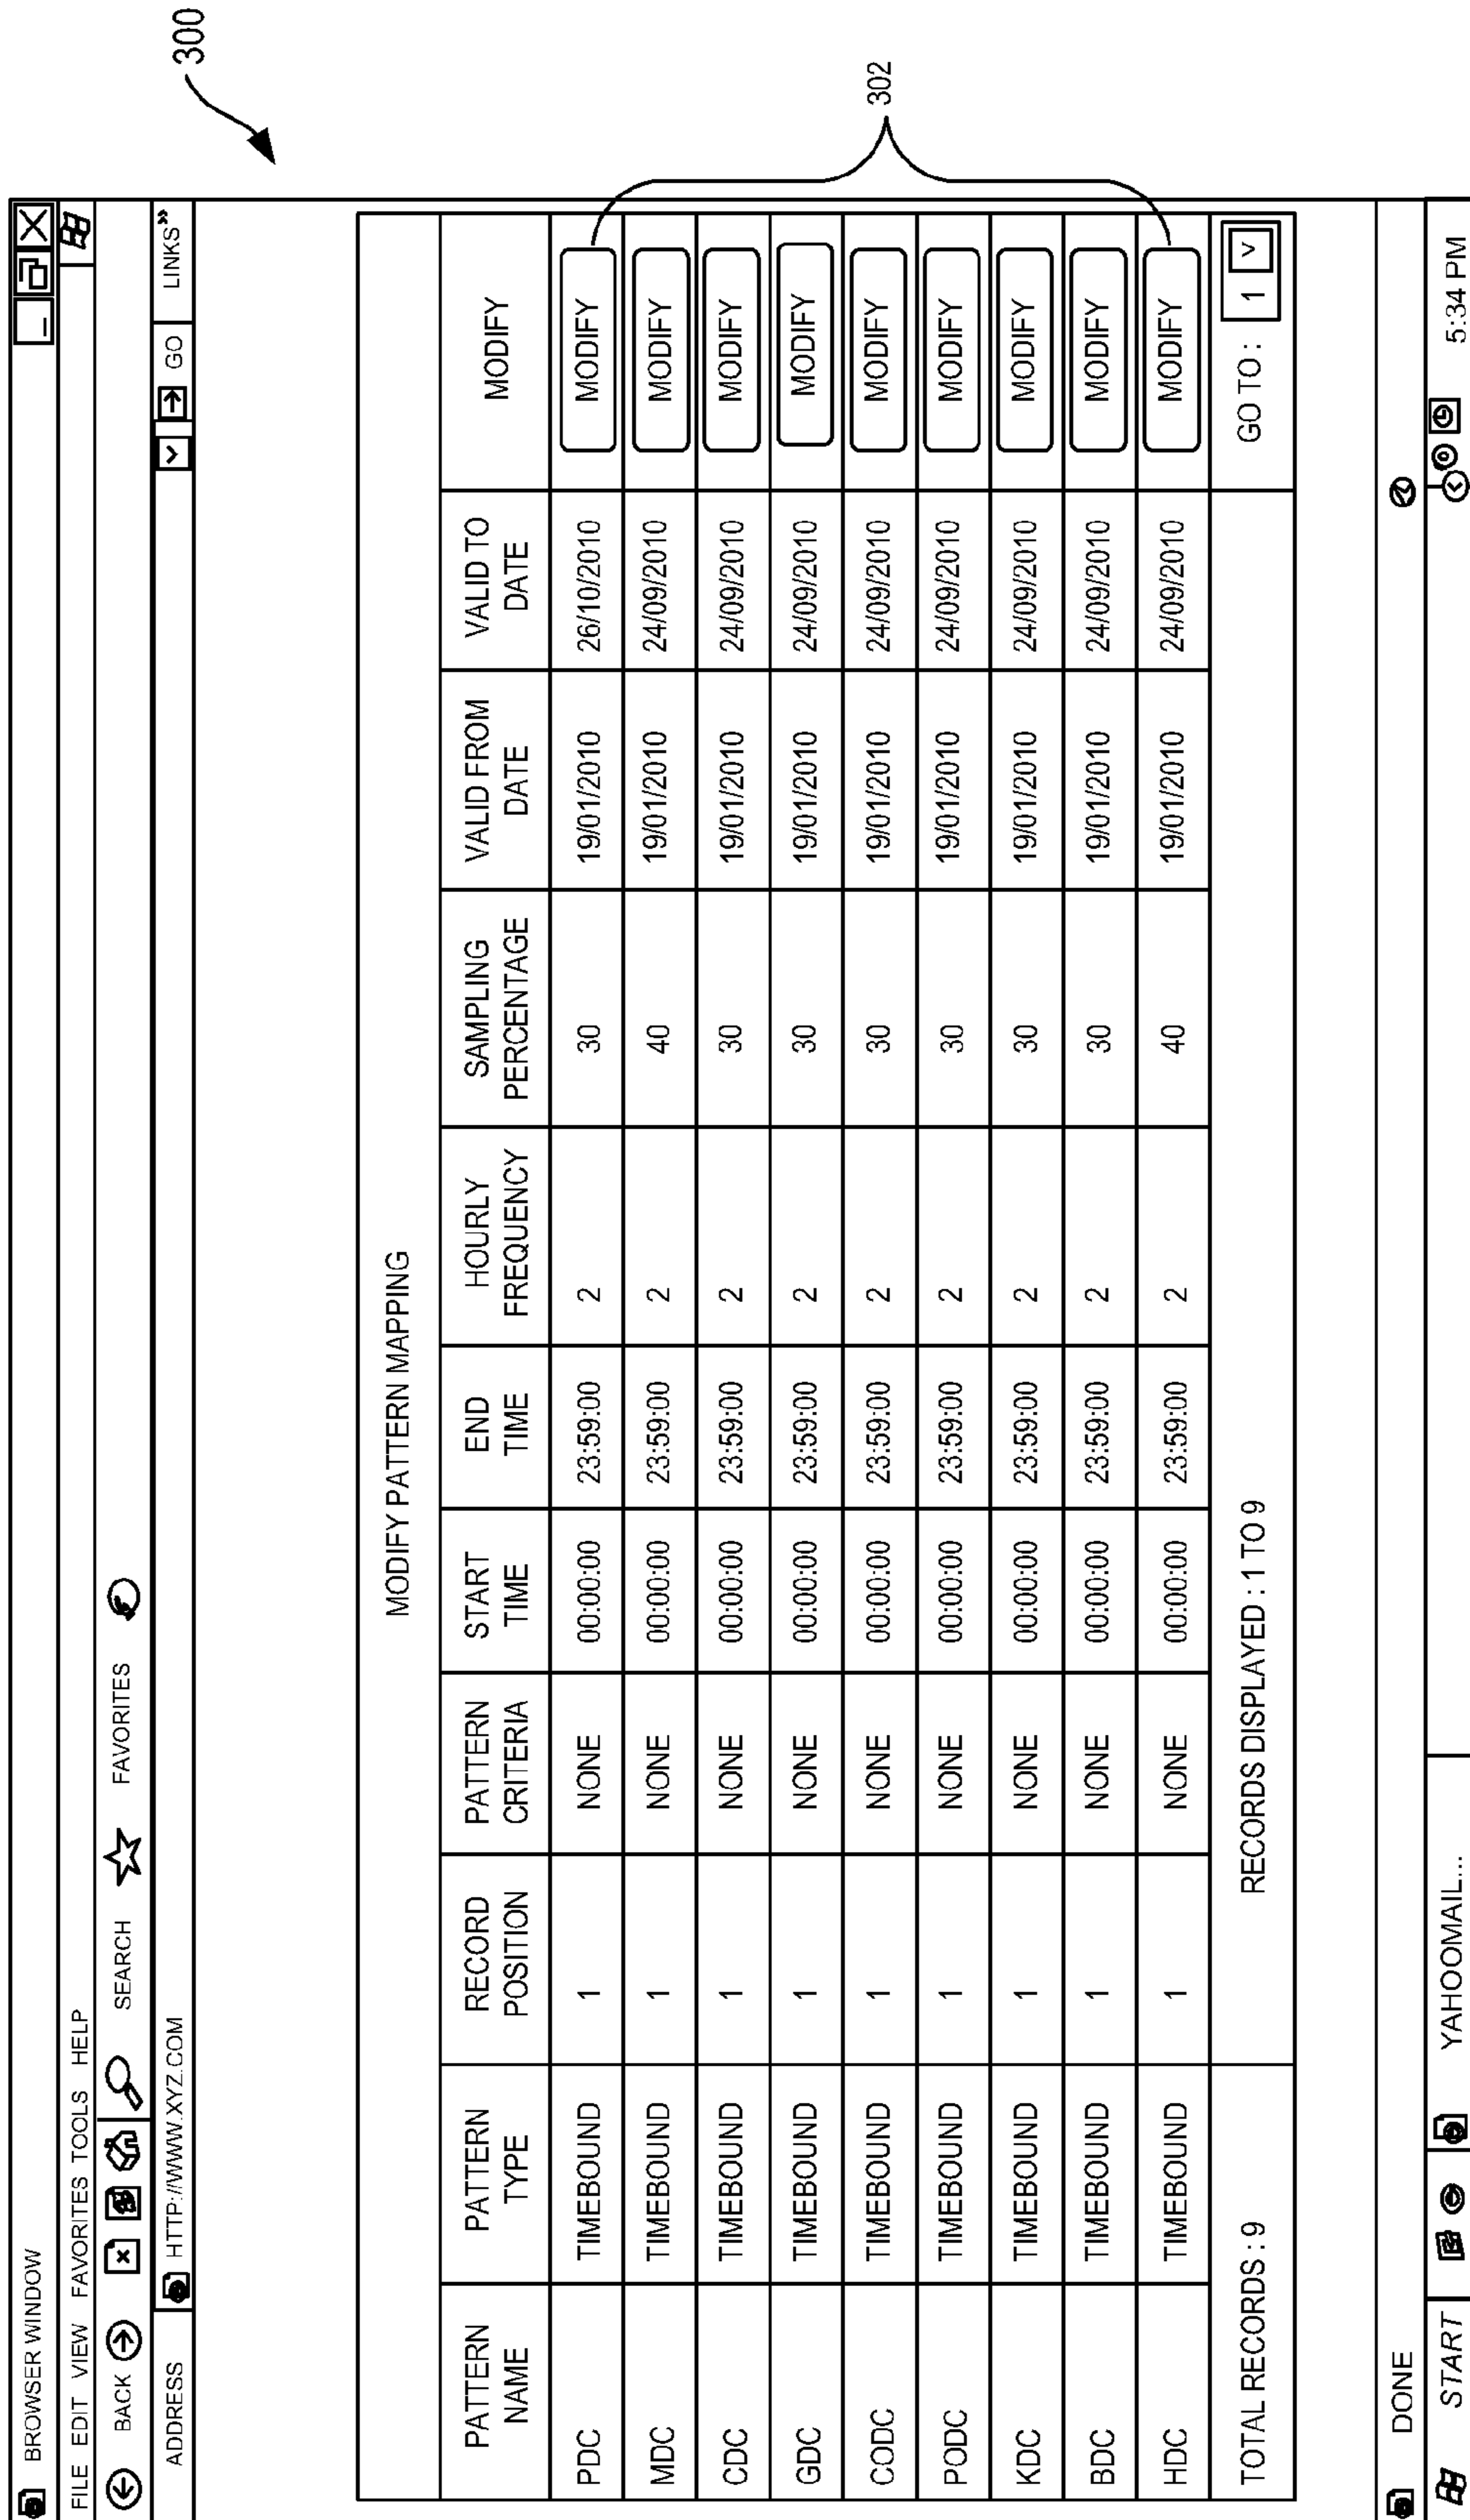 300
BROWSER WINDOW
FILE EDIT VIEW FAVORITES TOOLS HELP
BACK SEARCH FAVORITES
ADDRESS HTTP://WWW.XYZ.COM GO LINKS»
MODIFY PATTERN MAPPING
PATTERN NAME PATTERN TYPE RECORD POSITION PATTERN CRITERIA START TIME END TIME HOURLY FREQUENCY SAMPLING PERCENTAGE VALID FROM DATE VALID TO DATE MODIFY
PDC TIMEBOUND 1 NONE 00:00:00 23:59:00 2 30 19/01/2010 26/10/2010 MODIFY
MDC TIMEBOUND 1 NONE 00:00:00 23:59:00 2 40 19/01/2010 24/09/2010 MODIFY
CDC TIMEBOUND 1 NONE 00:00:00 23:59:00 2 30 19/01/2010 24/09/2010 MODIFY
GDC TIMEBOUND 1 NONE 00:00:00 23:59:00 2 30 19/01/2010 24/09/2010 MODIFY
CODC TIMEBOUND 1 NONE 00:00:00 23:59:00 2 30 19/01/2010 24/09/2010 MODIFY
PODC TIMEBOUND 1 NONE 00:00:00 23:59:00 2 30 19/01/2010 24/09/2010 MODIFY
KDC TIMEBOUND 1 NONE 00:00:00 23:59:00 2 30 19/01/2010 24/09/2010 MODIFY
BDC TIMEBOUND 1 NONE 00:00:00 23:59:00 2 30 19/01/2010 24/09/2010 MODIFY
HDC TIMEBOUND 1 NONE 00:00:00 23:59:00 2 40 19/01/2010 24/09/2010 MODIFY
302
TOTAL RECORDS : 9 RECORDS DISPLAYED : 1 TO 9 GO TO : 1
DONE
START YAHOOMAIL... 5:34 PM